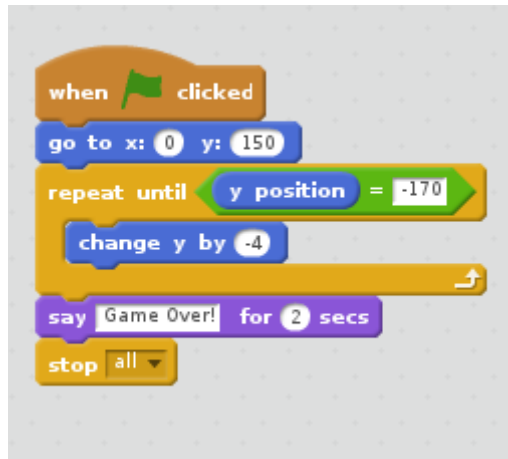 when clicked
go to x: 0 y: 150
repeat until y position = -170
change y by -4
say Game Over! for 2 secs
stop all